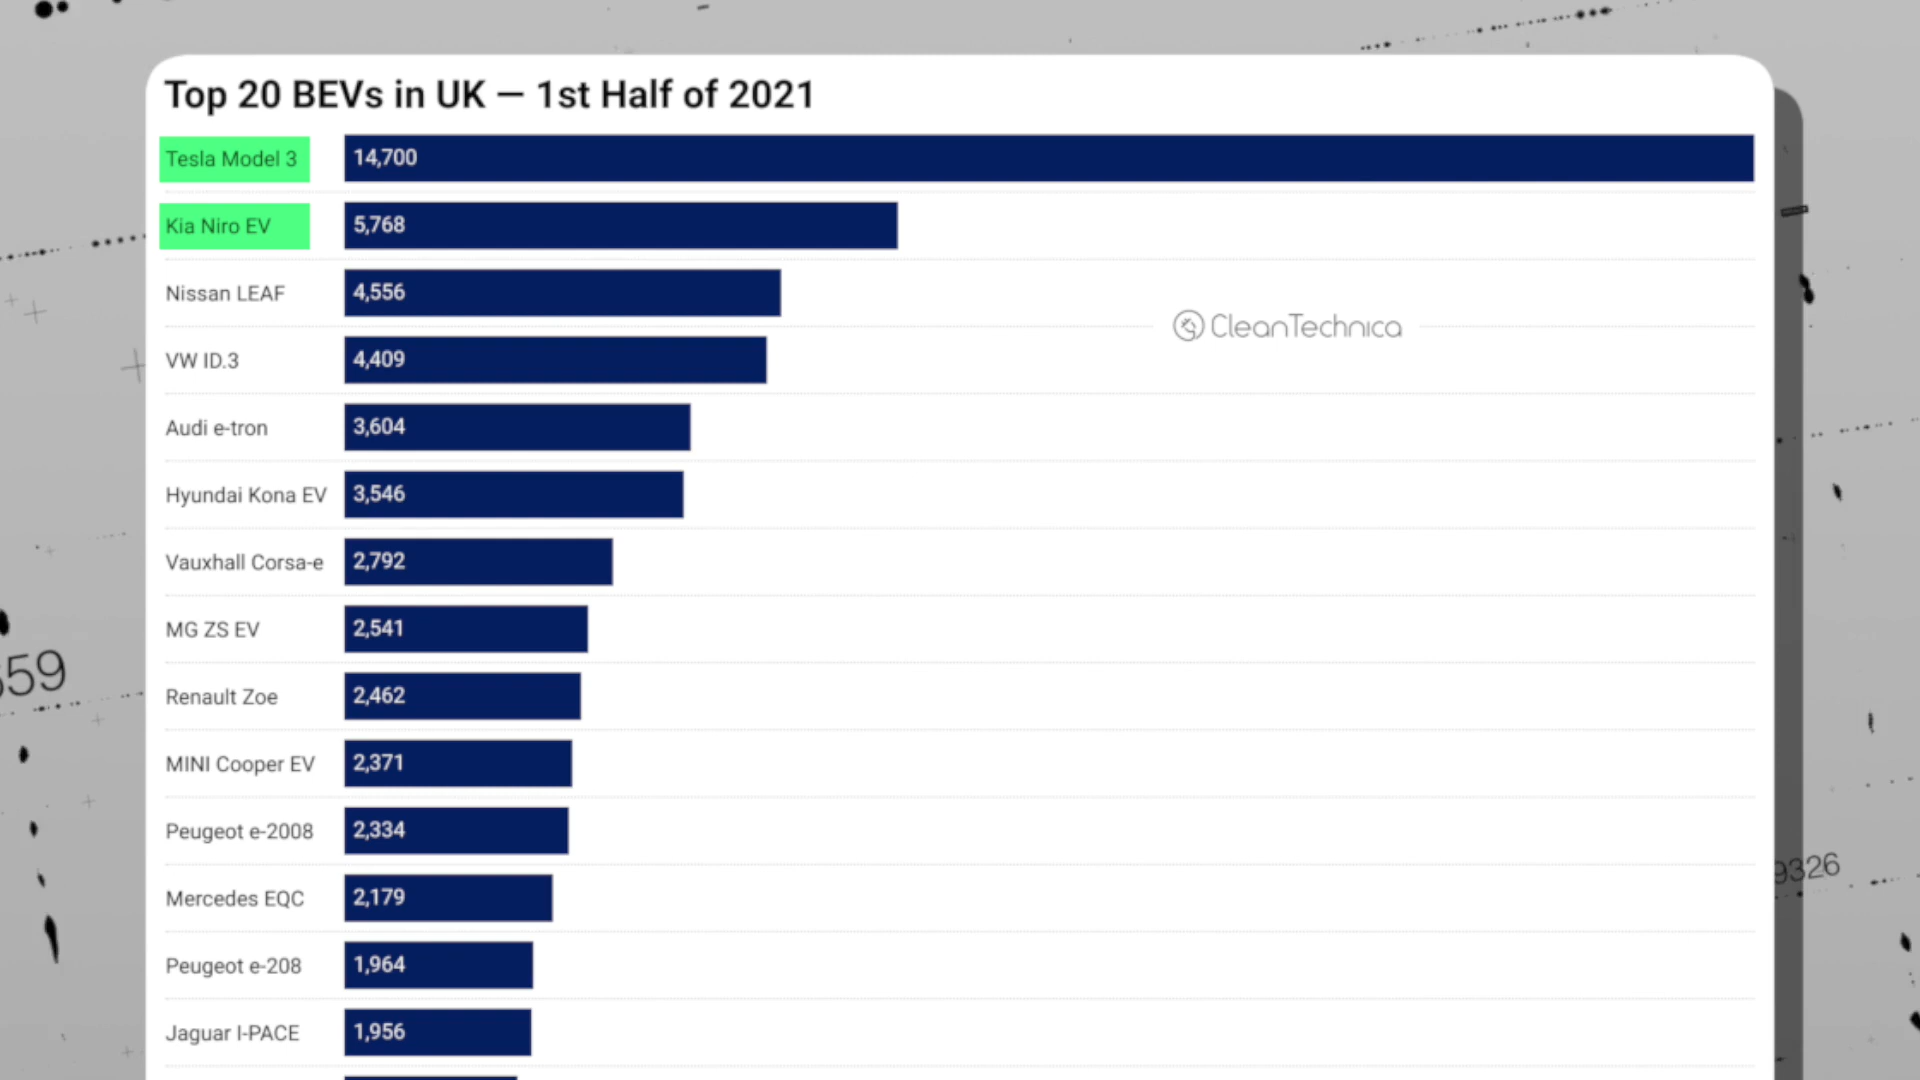 Top 20 BEVs in UK — 1st Half of 2021
Tesla Model 3 14,700
Kia Niro EV 5,768
Nissan LEAF 4,556
CleanTechnica
VW ID.3 4,409
Audi e-tron 3,604
Hyundai Kona EV 3,546
Vauxhall Corsa-e 2,792
MG ZS EV 2,541
659
Renault Zoe 2,462
MINI Cooper EV 2,371
Peugeot e-2008 2,334
9326
Mercedes EQC 2,179
Peugeot e-208 1,964
Jaguar I-PACE 1,956